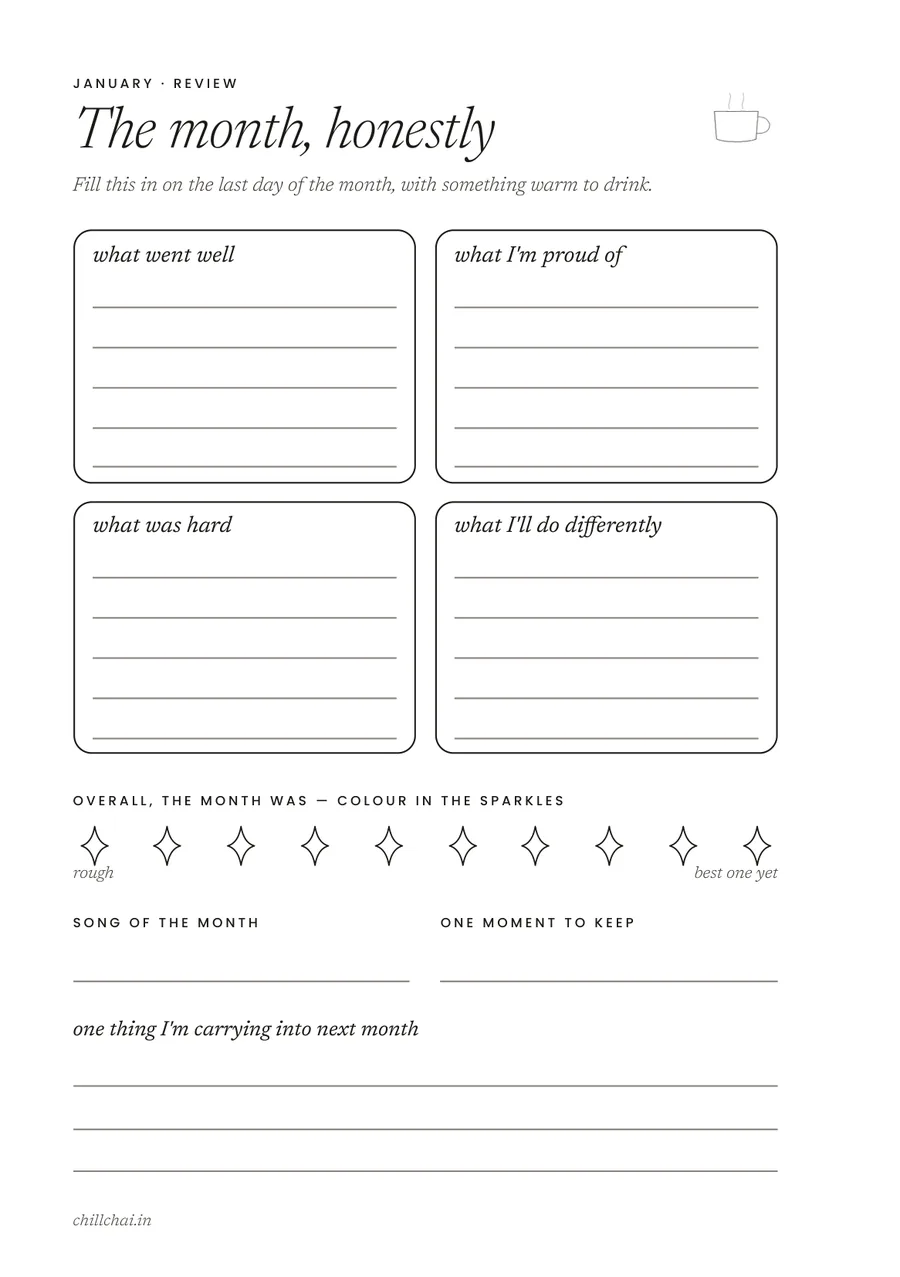 JANUARY · REVIEW
The month, honestly
Fill this in on the last day of the month, with something warm to drink.
what went well
what I'm proud of
what was hard
what I'll do differently
OVERALL, THE MONTH WAS — COLOUR IN THE SPARKLES
rough
best one yet
SONG OF THE MONTH
ONE MOMENT TO KEEP
one thing I'm carrying into next month
chillchai.in